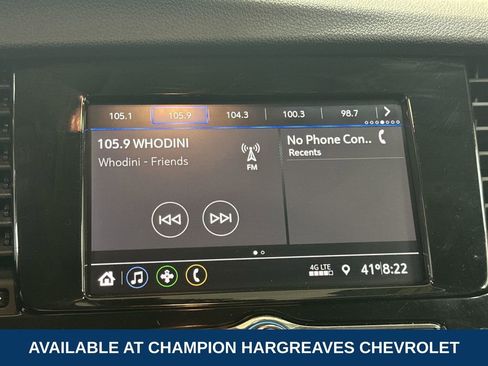 105.1 105.9 104.3 100.3 98.7
105.9 WHODINI
Whodini - Friends
FM
No Phone Con..
Recents
4G LTE
41° 8:22
AVAILABLE AT CHAMPION HARGREAVES CHEVROLET